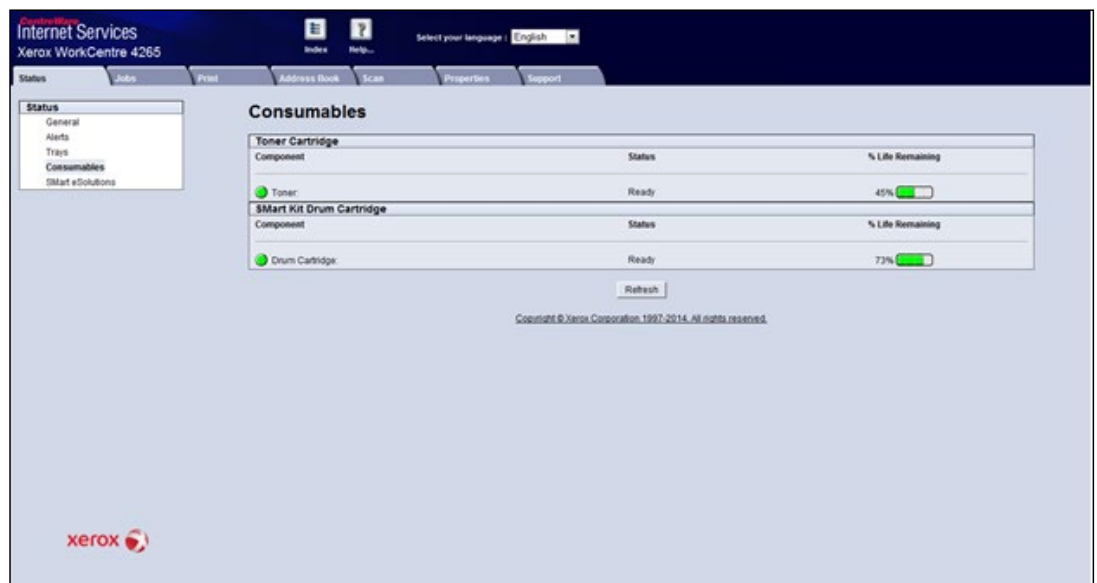 CentreWare
Internet Services
Xerox WorkCentre 4265
Index
Help...
Select your language : English
Status Jobs Print Address Book Scan Properties Support
Status
General
Alerts
Trays
Consumables
SMart eSolutions
Consumables
Toner Cartridge
Component Status % Life Remaining
Toner: Ready 45%
SMart Kit Drum Cartridge
Component Status % Life Remaining
Drum Cartridge: Ready 73%
Refresh
Copyright © Xerox Corporation 1997-2014. All rights reserved.
xerox